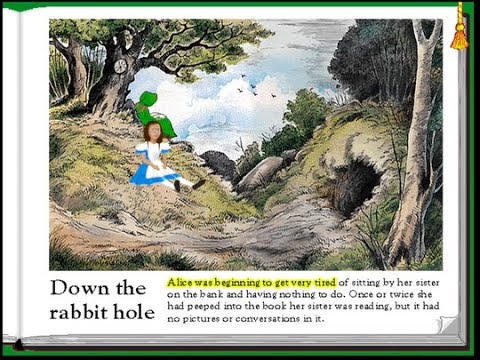 Down the
rabbit hole
Alice was beginning to get very tired of sitting by her sister
on the bank and having nothing to do. Once or twice she
had peeped into the book her sister was reading, but it had
no pictures or conversations in it.